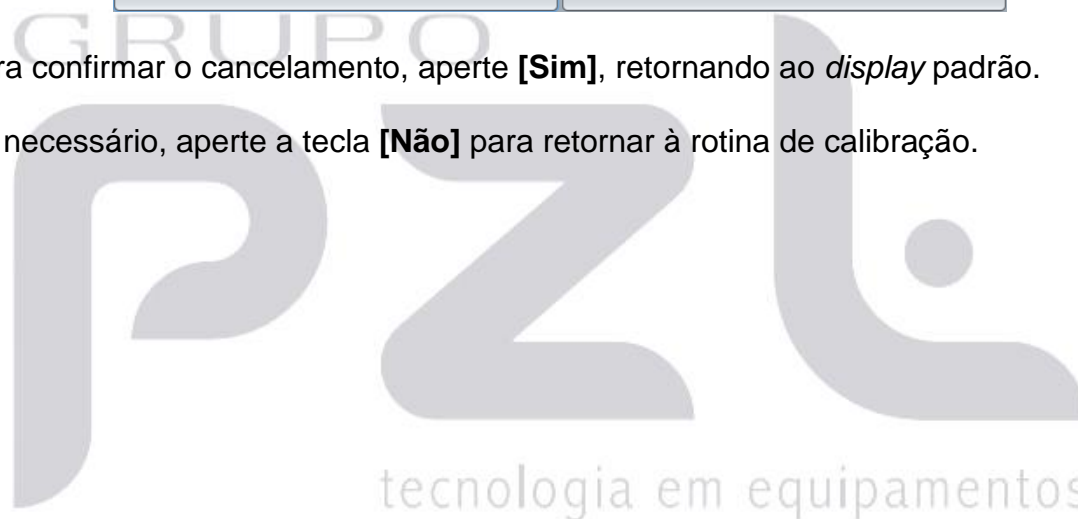 GRUPO
ra confirmar o cancelamento, aperte [Sim], retornando ao display padrão.
necessário, aperte a tecla [Não] para retornar à rotina de calibração.
pzl
tecnologia em equipamentos